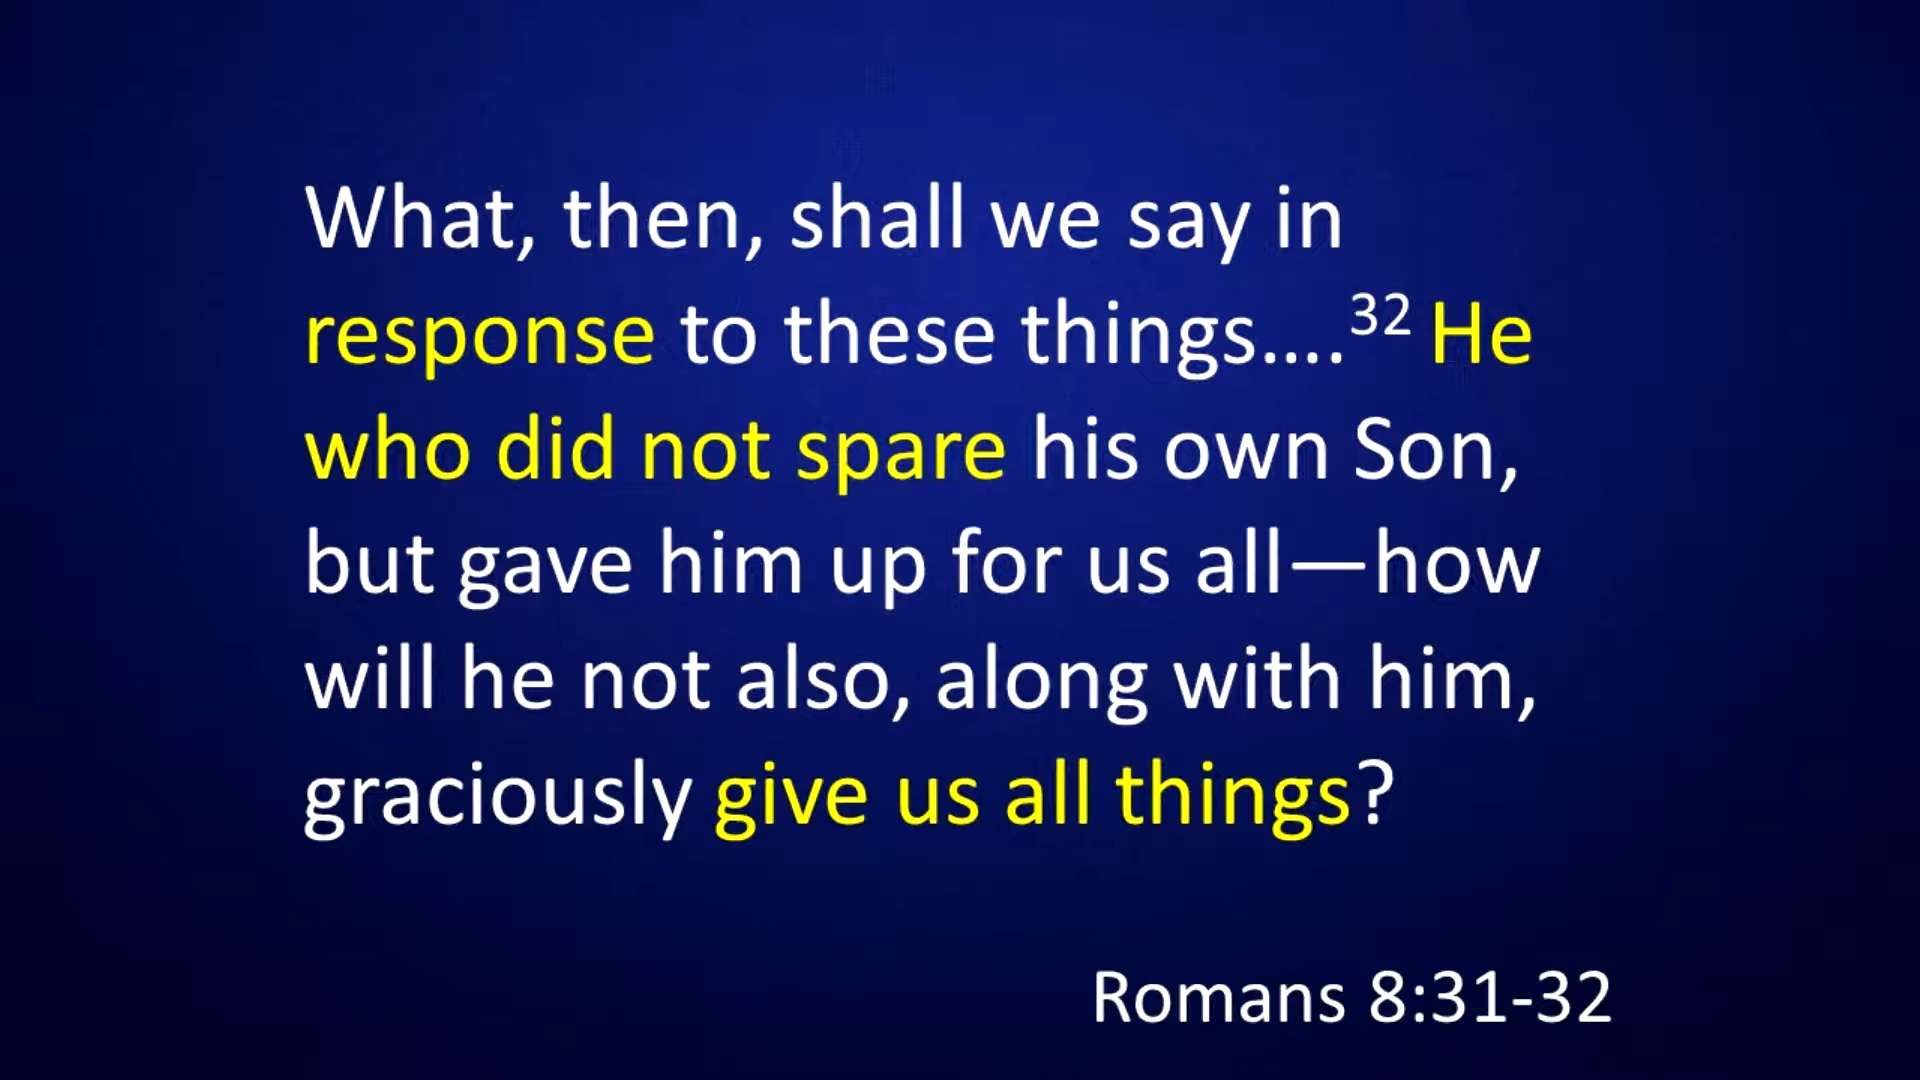 What, then, shall we say in
response to these things….32 He
who did not spare his own Son,
but gave him up for us all—how
will he not also, along with him,
graciously give us all things?
Romans 8:31-32